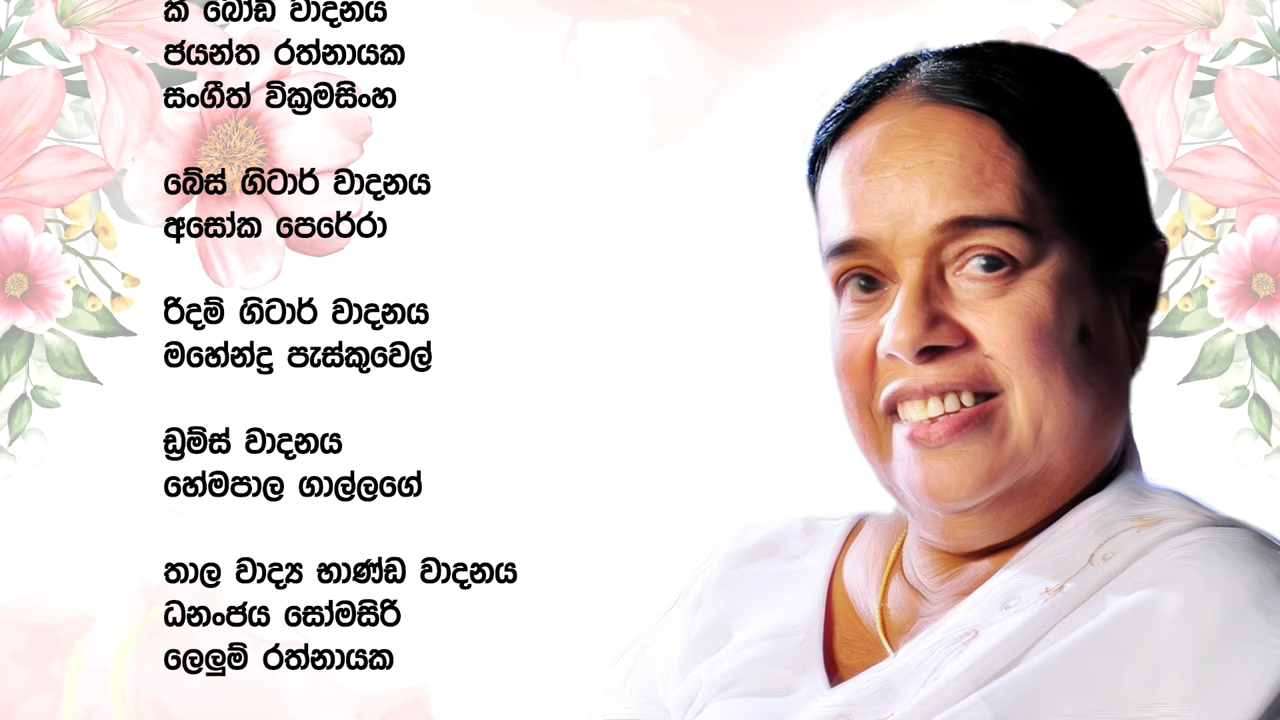 බෝඩ් වාදනය
ජයන්ත රත්නායක
සංගීත් වික්‍රමසිංහ
බේස් ගිටාර් වාදනය
අසෝක පෙරේරා
රිදම් ගිටාර් වාදනය
මහේන්ද්‍ර පැස්කුවෙල්
ඩ්‍රම්ස් වාදනය
හේමපාල ගාල්ලගේ
තාල වාද්‍ය භාණ්ඩ වාදනය
ධනංජය සෝමසිරි
ලෙලුම් රත්නායක